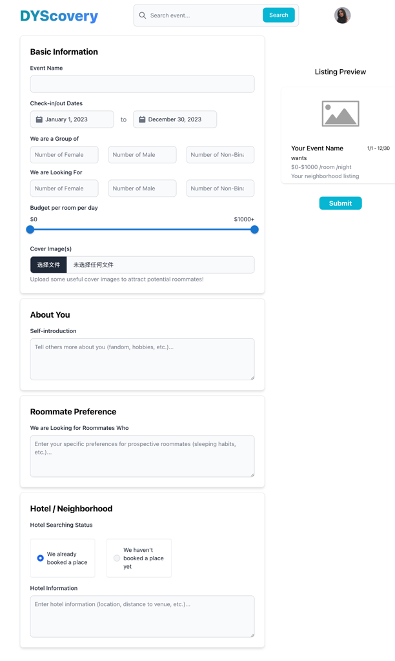 DYScovery
Search event...
Search
Basic Information
Event Name
Check-in/out Dates
January 1, 2023
to
December 30, 2023
We are a Group of
Number of Female
Number of Male
Number of Non-Bin
We are Looking For
Number of Female
Number of Male
Number of Non-Bin
Budget per room per day
$0
$1000+
Cover Image(s)
选择文件
未选择任何文件
Upload some useful cover images to attract potential roommates!
About You
Self-introduction
Tell others more about you (fandom, hobbies, etc.)...
Roommate Preference
We are Looking for Roommates Who
Enter your specific preferences for prospective roommates (sleeping habits,
etc.)...
Hotel / Neighborhood
Hotel Searching Status
We already
booked a place
We haven't
booked a place
yet
Hotel Information
Enter hotel information (location, distance to venue, etc.)...
Listing Preview
Your Event Name
1/1 - 12/30
wants
$0-$1000 /room /night
Your neighborhood listing
Submit